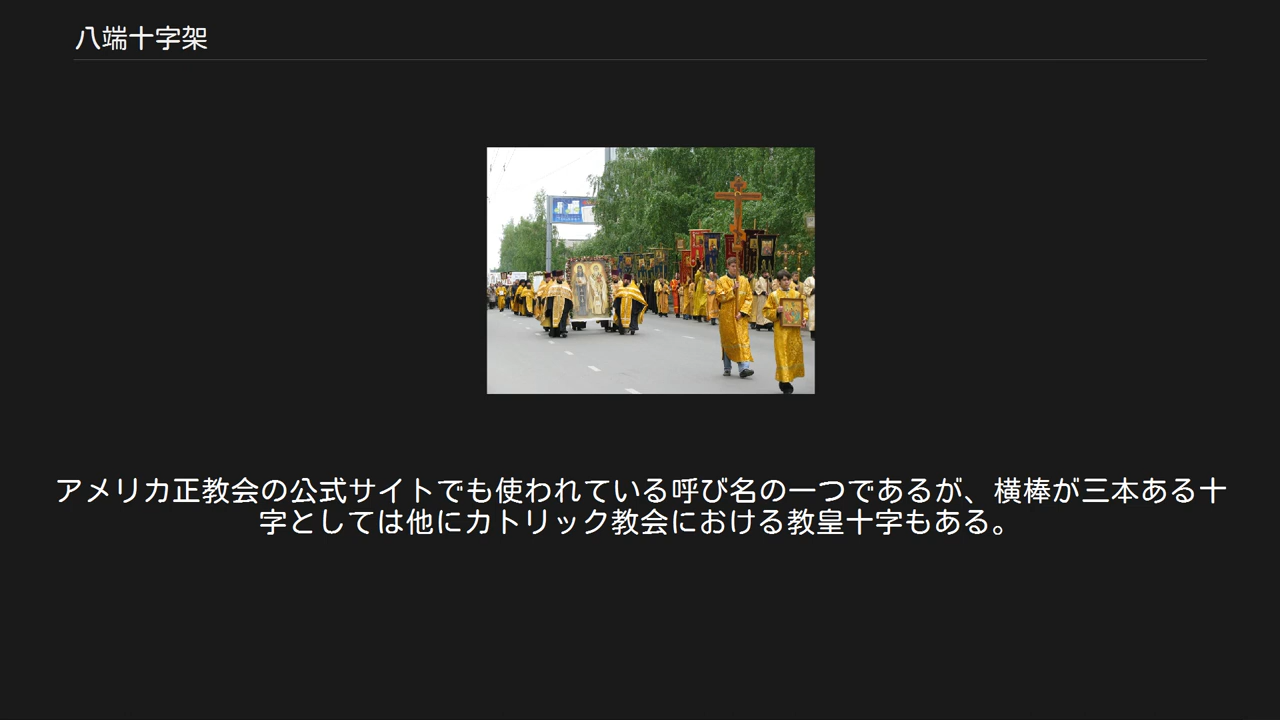 八端十字架
アメリカ正教会の公式サイトでも使われている呼び名の一つであるが、横棒が三本ある十
字としては他にカトリック教会における教皇十字もある。